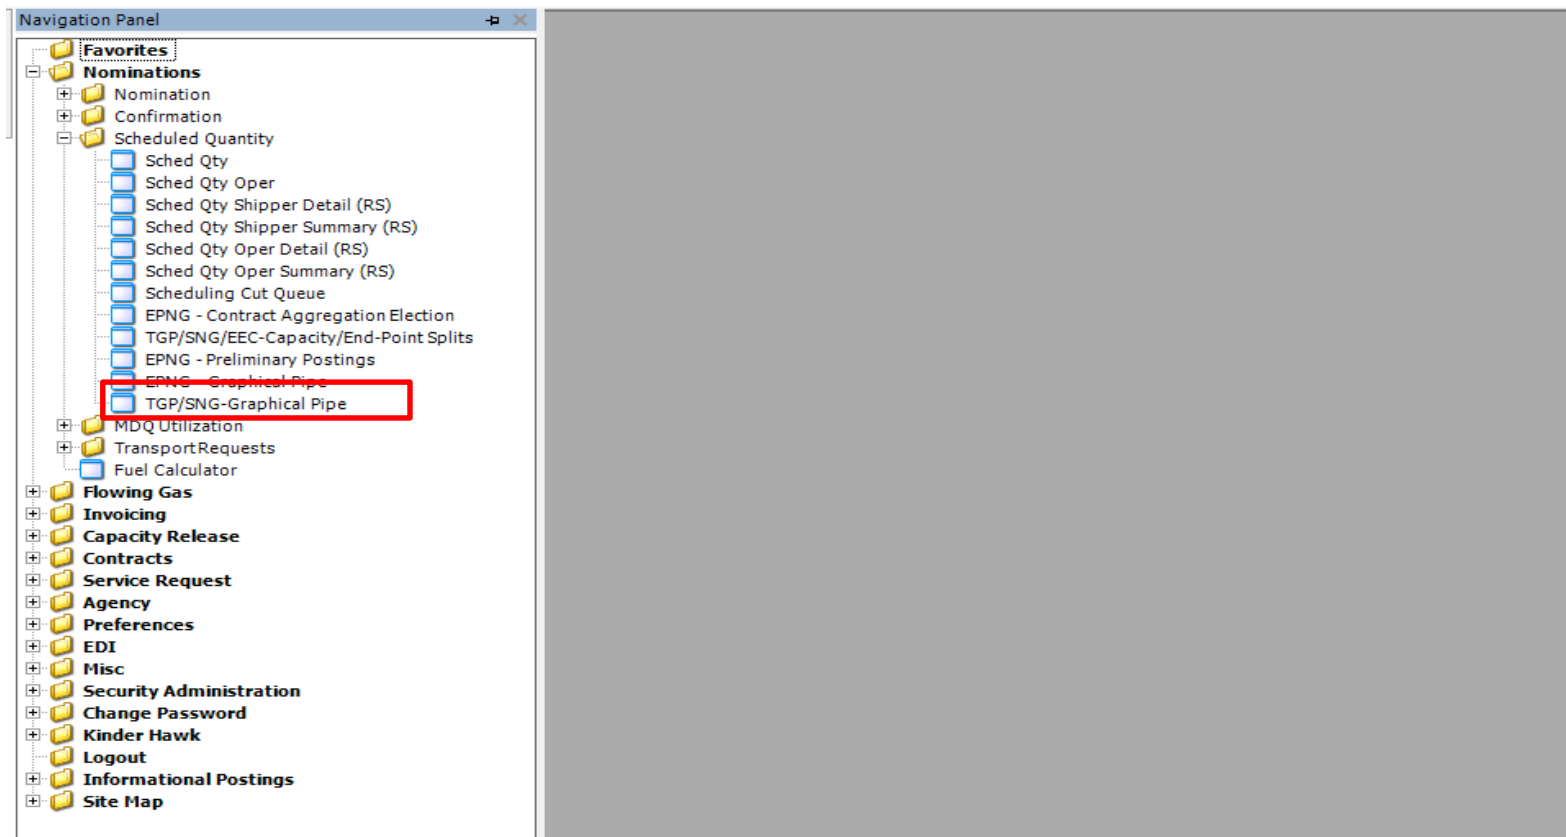 Navigation Panel
Favorites
Nominations
Nomination
Confirmation
Scheduled Quantity
Sched Qty
Sched Qty Oper
Sched Qty Shipper Detail (RS)
Sched Qty Shipper Summary (RS)
Sched Qty Oper Detail (RS)
Sched Qty Oper Summary (RS)
Scheduling Cut Queue
EPNG - Contract Aggregation Election
TGP/SNG/EEC-Capacity/End-Point Splits
EPNG - Preliminary Postings
EPNG - Graphical Pipe
TGP/SNG-Graphical Pipe
MDQ Utilization
Transport Requests
Fuel Calculator
Flowing Gas
Invoicing
Capacity Release
Contracts
Service Request
Agency
Preferences
EDI
Misc
Security Administration
Change Password
Kinder Hawk
Logout
Informational Postings
Site Map